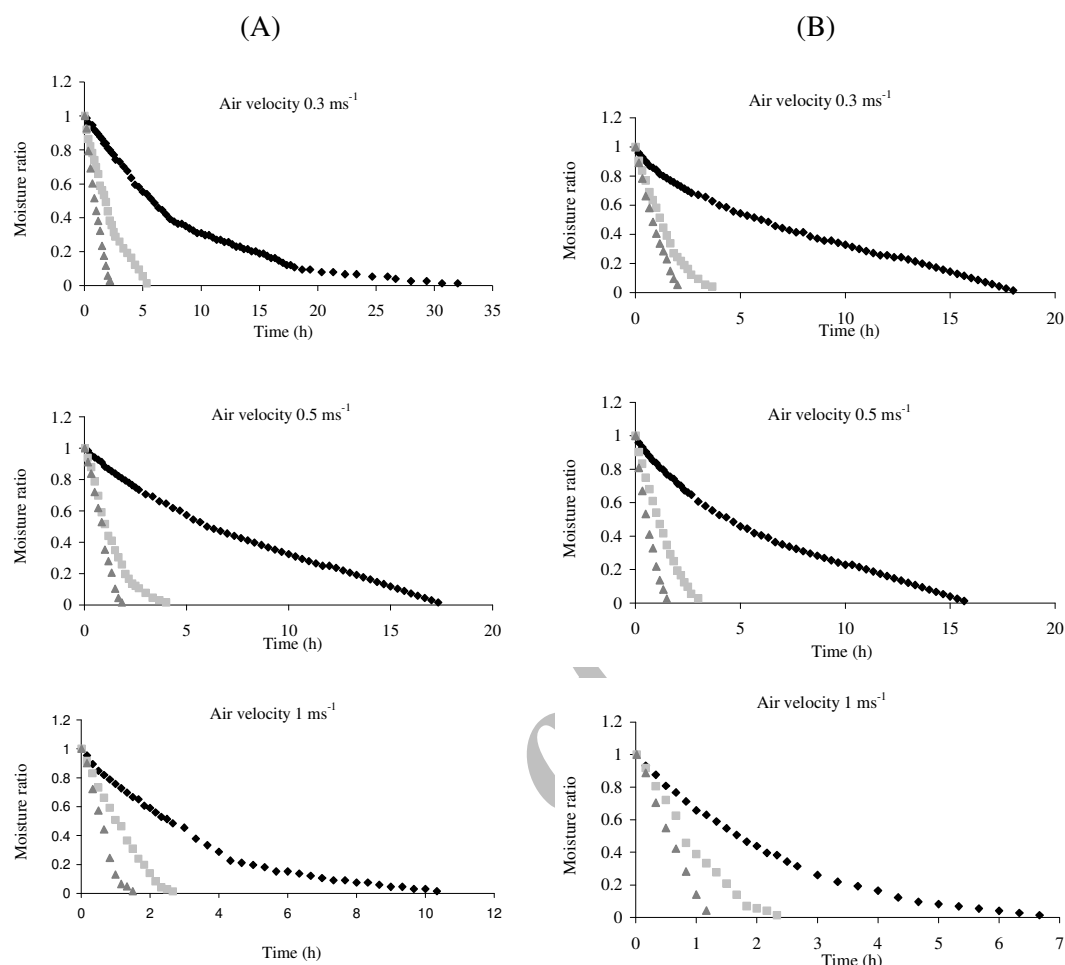 (A)
(B)
Air velocity 0.3 ms⁻¹
Moisture ratio
1.2
1
0.8
0.6
0.4
0.2
0
0 5 10 15 20 25 30 35
Time (h)
Air velocity 0.3 ms⁻¹
Moisture ratio
1.2
1
0.8
0.6
0.4
0.2
0
0 5 10 15 20
Time (h)
Air velocity 0.5 ms⁻¹
Moisture ratio
1.2
1
0.8
0.6
0.4
0.2
0
0 5 10 15 20
Time (h)
Air velocity 0.5 ms⁻¹
Moisture ratio
1.2
1
0.8
0.6
0.4
0.2
0
0 5 10 15 20
Time (h)
Air velocity 1 ms⁻¹
Moisture ratio
1.2
1
0.8
0.6
0.4
0.2
0
0 2 4 6 8 10 12
Time (h)
Air velocity 1 ms⁻¹
Moisture ratio
1.2
1
0.8
0.6
0.4
0.2
0
0 1 2 3 4 5 6 7
Time (h)